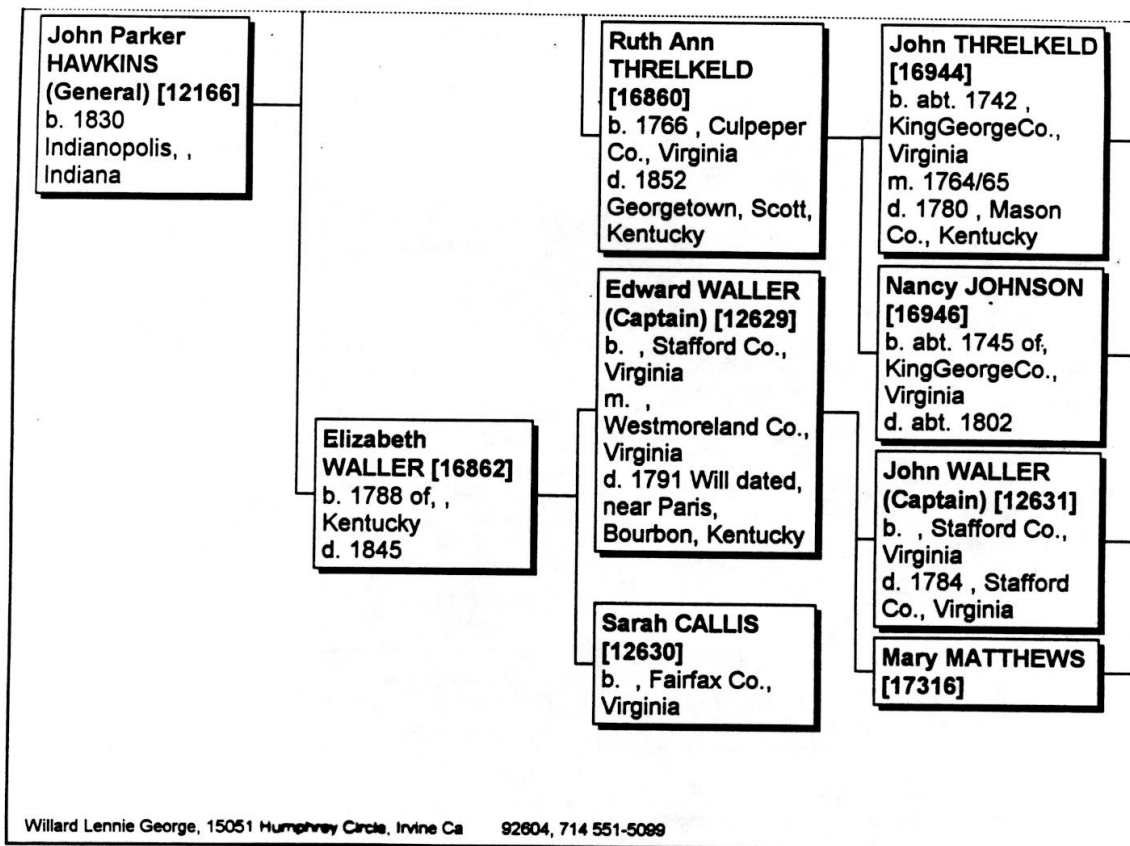 John Parker
HAWKINS
(General) [12166]
b. 1830
Indianopolis, ,
Indiana
Elizabeth
WALLER [16862]
b. 1788 of, ,
Kentucky
d. 1845
Ruth Ann
THRELKELD
[16860]
b. 1766 , Culpeper
Co., Virginia
d. 1852
Georgetown, Scott,
Kentucky
Edward WALLER
(Captain) [12629]
b. , Stafford Co.,
Virginia
m. ,
Westmoreland Co.,
Virginia
d. 1791 Will dated,
near Paris,
Bourbon, Kentucky
Sarah CALLIS
[12630]
b. , Fairfax Co.,
Virginia
John THRELKELD
[16944]
b. abt. 1742 ,
KingGeorgeCo.,
Virginia
m. 1764/65
d. 1780 , Mason
Co., Kentucky
Nancy JOHNSON
[16946]
b. abt. 1745 of,
KingGeorgeCo.,
Virginia
d. abt. 1802
John WALLER
(Captain) [12631]
b. , Stafford Co.,
Virginia
d. 1784 , Stafford
Co., Virginia
Mary MATTHEWS
[17316]
Willard Lennie George, 15051 Humphrey Circle, Irvine Ca 92604, 714 551-5099